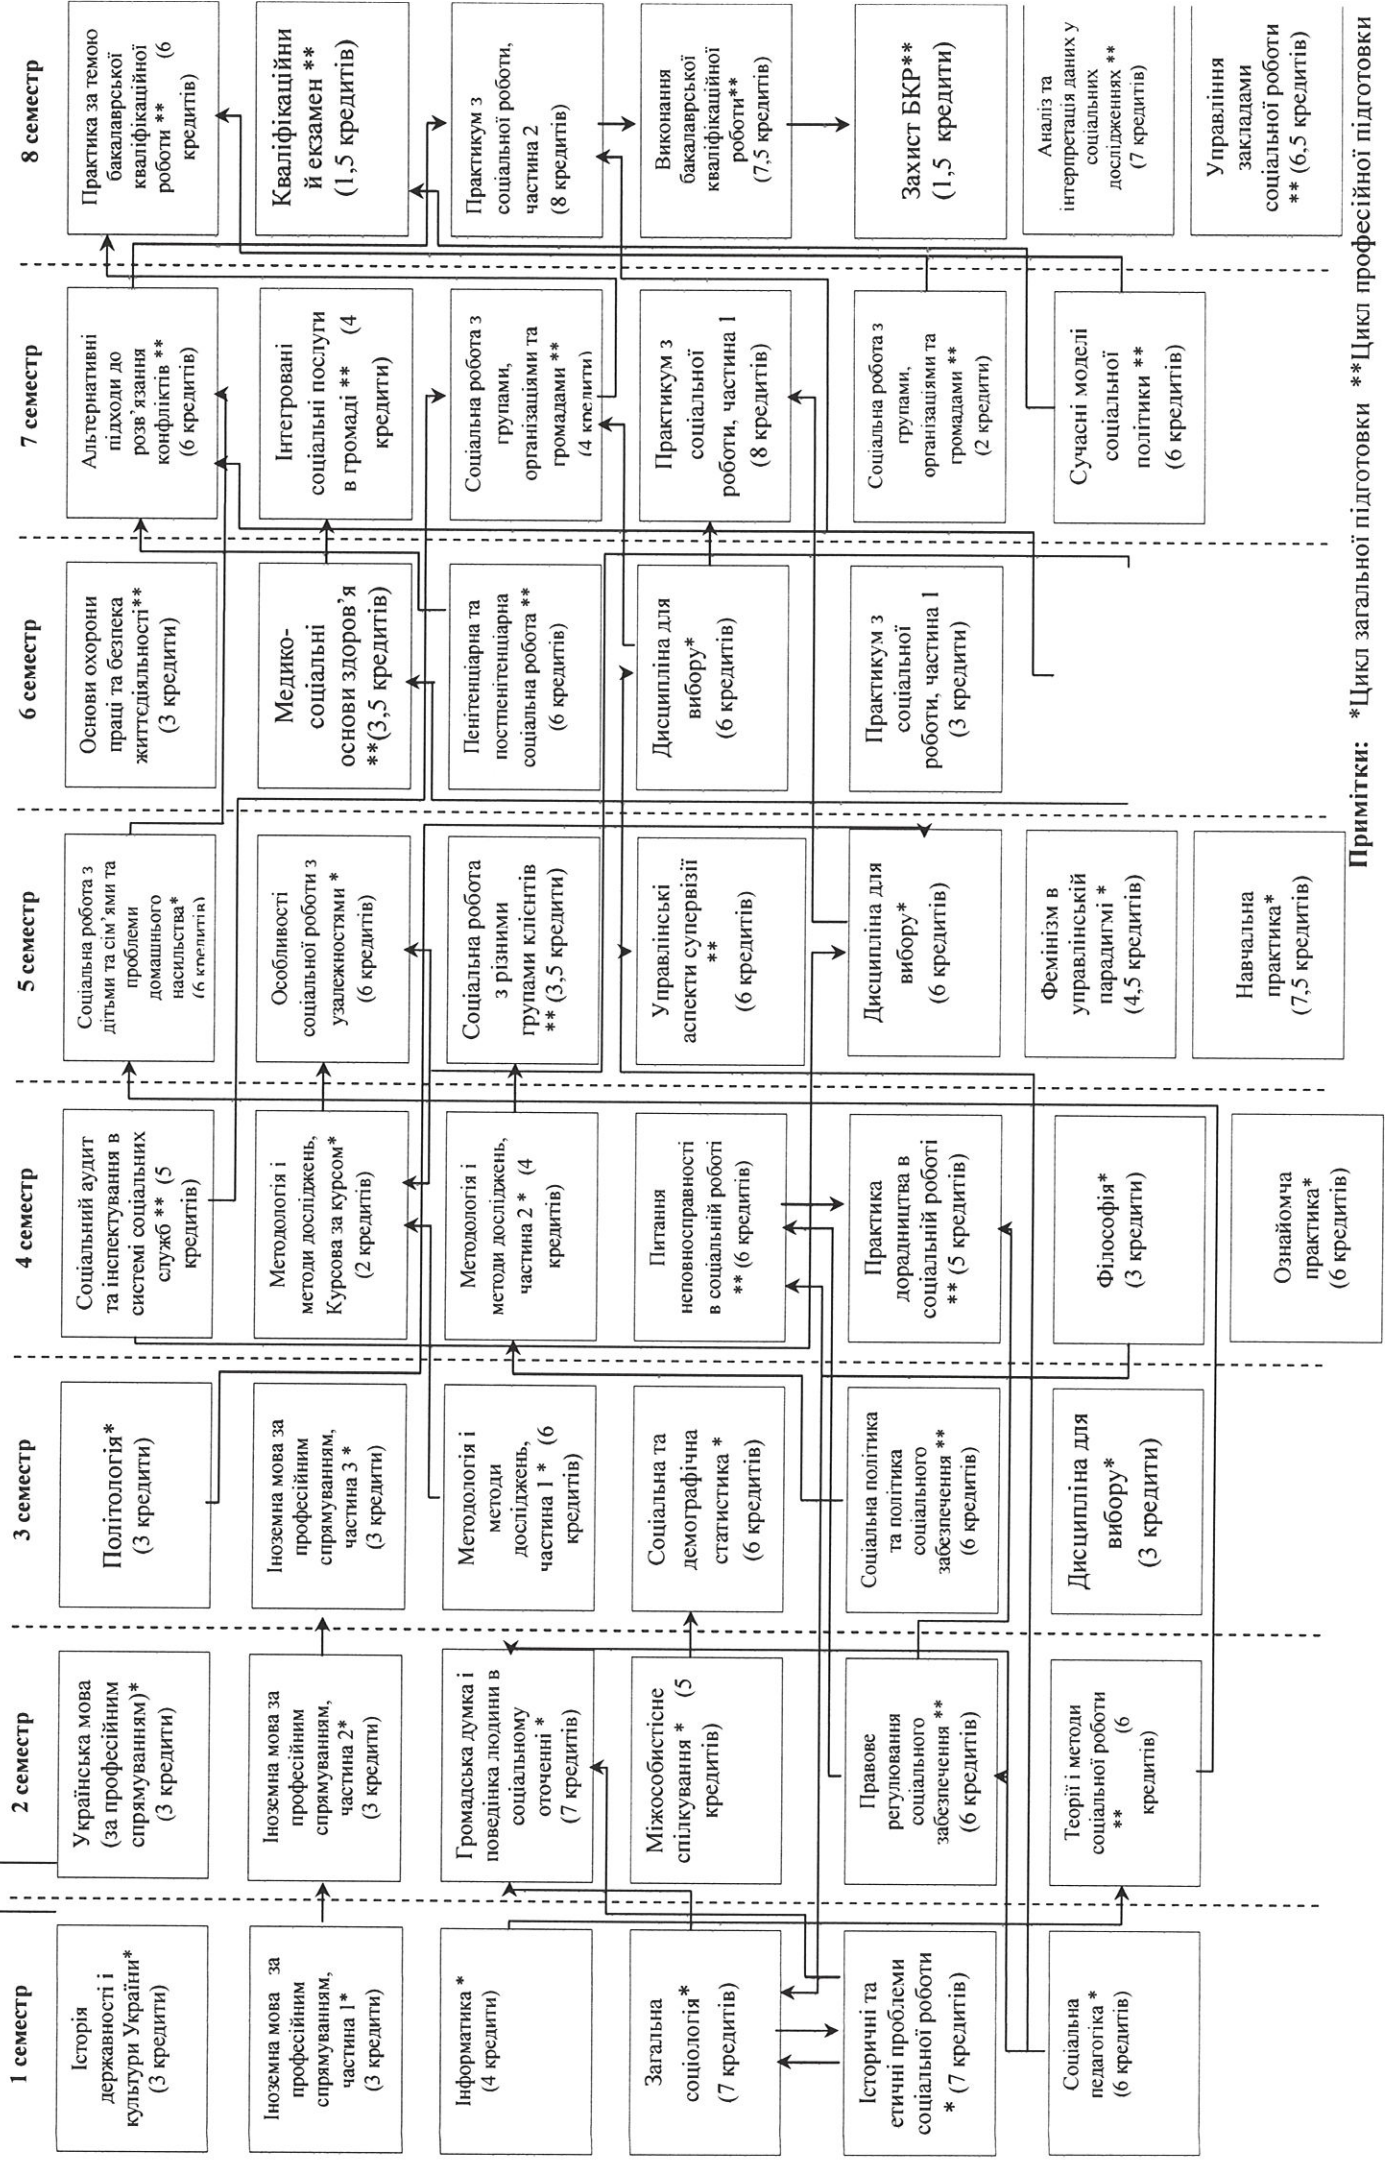 1 семестр
Історія
державності і
культури України*
(3 кредити)
Іноземна мова за
професійним
спрямуванням,
частина 1*
(3 кредити)
Інформатика *
(4 кредити)
Загальна
соціологія *
(7 кредитів)
Історичні та
етичні проблеми
соціальної роботи
* (7 кредитів)
Соціальна
педагогіка *
(6 кредитів)
2 семестр
Українська мова
(за професійним
спрямуванням)*
(3 кредити)
Іноземна мова за
професійним
спрямуванням,
частина 2*
(3 кредити)
Громадська думка і
поведінка людини в
соціальному
оточенні *
(7 кредитів)
Міжособистісне
спілкування * (5
кредитів)
Правове
регулювання
соціального
забезпечення **
(6 кредитів)
Теорії і методи
соціальної роботи
** (6
кредитів)
3 семестр
Політологія*
(3 кредити)
Іноземна мова за
професійним
спрямуванням,
частина 3 *
(3 кредити)
Методологія і
методи
досліджень,
частина 1 * (6
кредитів)
Соціальна та
демографічна
статистика *
(6 кредитів)
Соціальна політика
та політика
соціального
забезпечення **
(6 кредитів)
Дисципліна для
вибору*
(3 кредити)
4 семестр
Соціальний аудит
та інспектування в
системі соціальних
служб ** (5
кредитів)
Методологія і
методи досліджень,
Курсова за курсом*
(2 кредитів)
Методологія і
методи досліджень,
частина 2 * (4
кредитів)
Питання
неповносправності
в соціальній роботі
** (6 кредитів)
Практика
дорадництва в
соціальній роботі
** (5 кредитів)
Філософія*
(3 кредити)
Ознайомча
практика*
(6 кредитів)
5 семестр
Соціальна робота з
дітьми та сім’ями та
проблеми
домашнього
насильства*
(6 кредитів)
Особливості
соціальної роботи з
узалежностями *
(6 кредитів)
Соціальна робота
з різними
групами клієнтів
** (3,5 кредити)
Управлінські
аспекти супервізії
**
(6 кредитів)
Дисципліна для
вибору*
(6 кредитів)
Фемінізм в
управлінській
парадигмі *
(4,5 кредитів)
Навчальна
практика*
(7,5 кредитів)
6 семестр
Основи охорони
праці та безпека
життєдіяльності**
(3 кредити)
Медико-
соціальні
основи здоров’я
**(3,5 кредитів)
Пенітенціарна та
постпенітенціарна
соціальна робота **
(6 кредитів)
Дисципліна для
вибору*
(6 кредитів)
Практикум з
соціальної
роботи, частина 1
(3 кредити)
7 семестр
Альтернативні
підходи до
розв’язання
конфліктів **
(6 кредитів)
Інтегровані
соціальні послуги
в громаді ** (4
кредити)
Соціальна робота з
групами,
організаціями та
громадами **
(4 кредити)
Практикум з
соціальної
роботи, частина 1
(8 кредитів)
Соціальна робота з
групами,
організаціями та
громадами **
(2 кредити)
Сучасні моделі
соціальної
політики **
(6 кредитів)
8 семестр
Практика за темою
бакалаврської
кваліфікаційної
роботи ** (6
кредитів)
Кваліфікаційни
й екзамен **
(1,5 кредитів)
Практикум з
соціальної роботи,
частина 2
(8 кредитів)
Виконання
бакалаврської
кваліфікаційної
роботи**
(7,5 кредитів)
Захист БКР**
(1,5 кредити)
Аналіз та
інтерпретація даних у
соціальних
дослідженнях **
(7 кредитів)
Управління
закладами
соціальної роботи
** (6,5 кредитів)
Примітки: *Цикл загальної підготовки **Цикл професійної підготовки